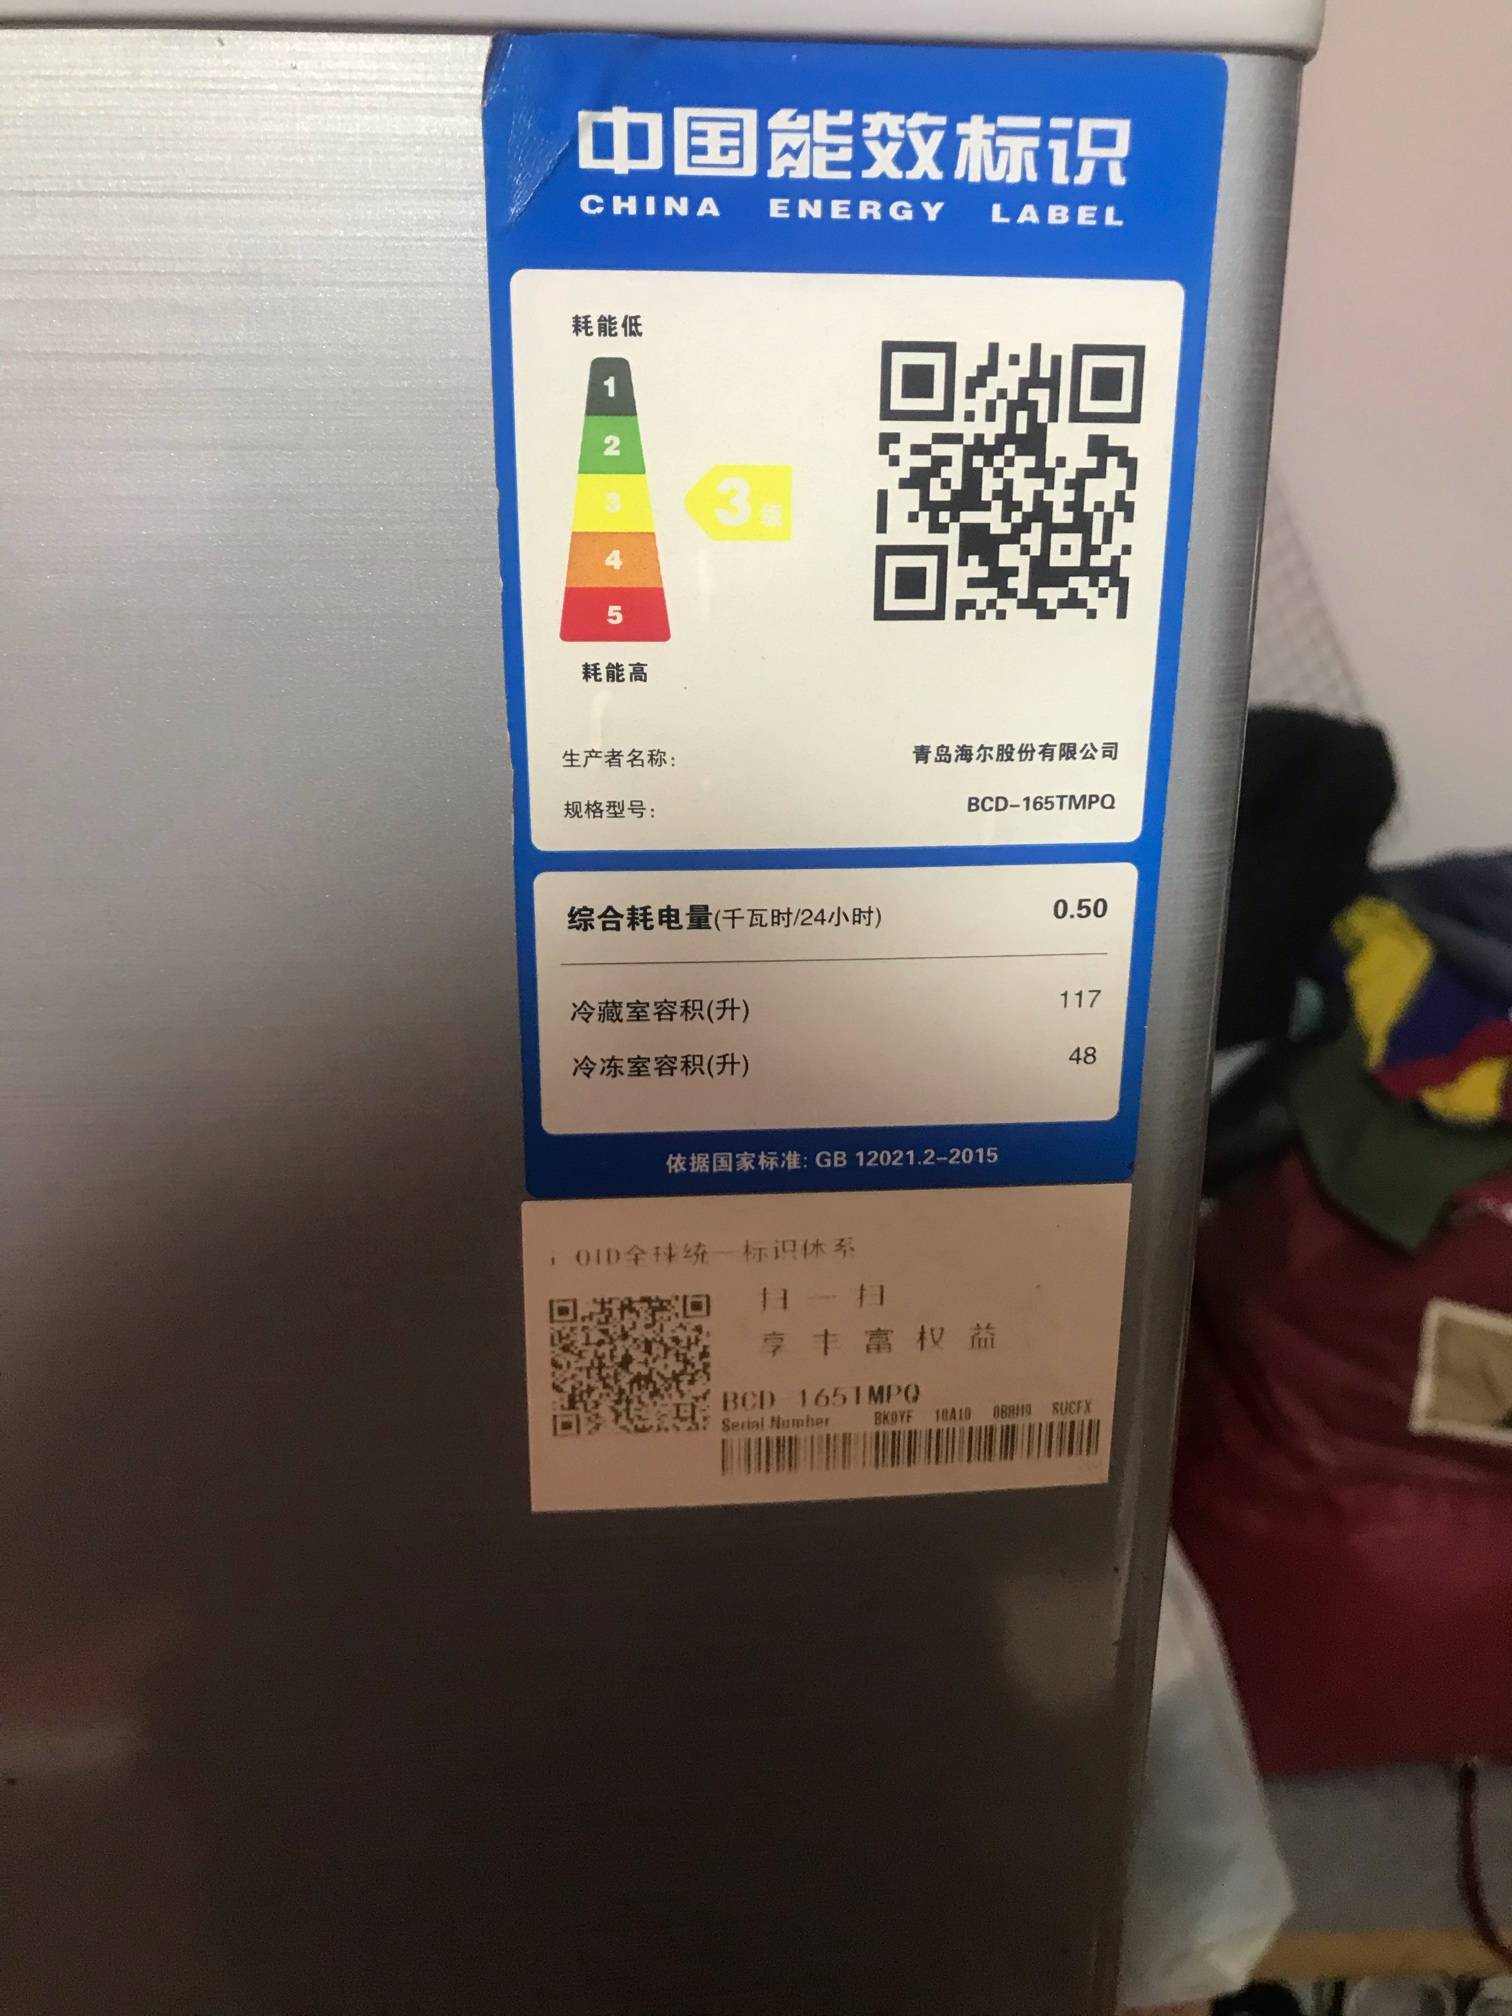 中国能效标识
CHINA ENERGY LABEL
耗能低
1
2
3
4
5
3级
耗能高
生产者名称: 青岛海尔股份有限公司
规格型号: BCD-165TMPQ
综合耗电量(千瓦时/24小时) 0.50
冷藏室容积(升) 117
冷冻室容积(升) 48
依据国家标准: GB 12021.2-2015
OID全球统一标识体系
扫一扫
享丰富权益
BCD-165TMPQ
Serial Number